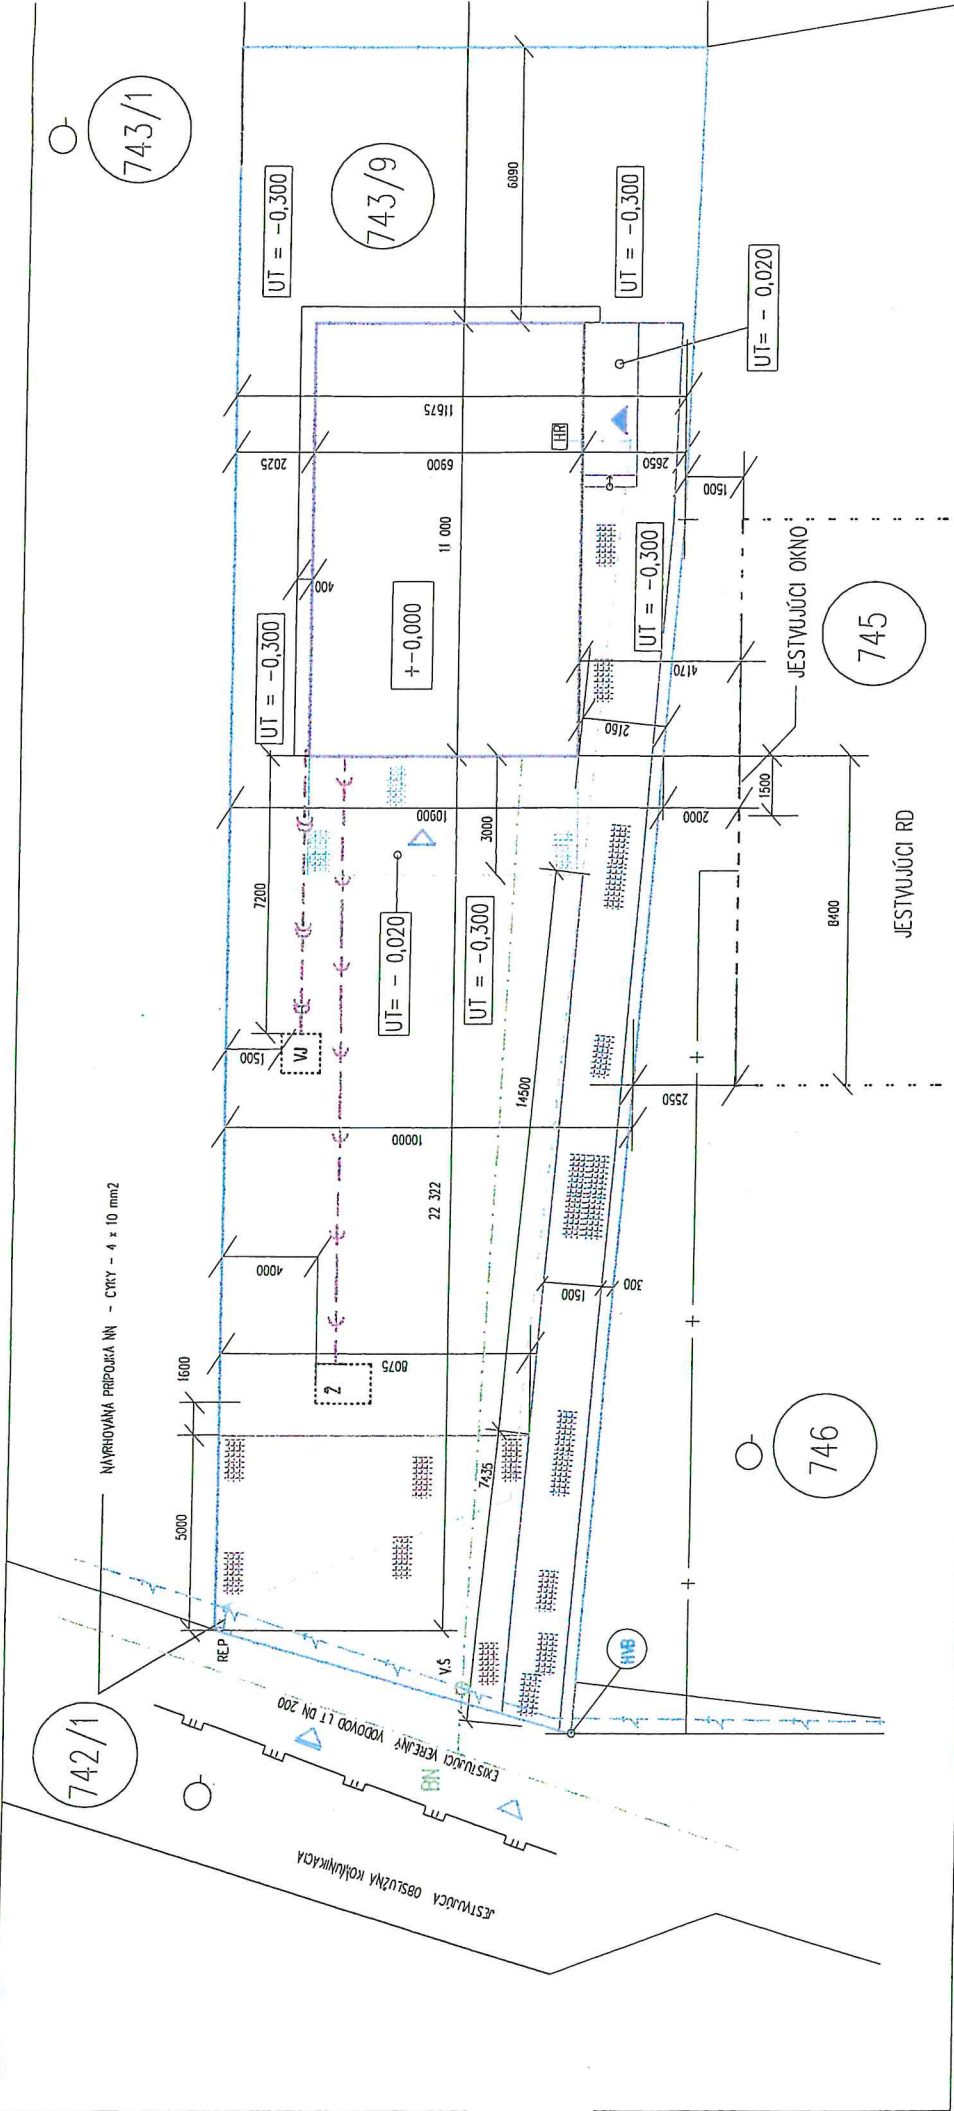 743/1
743/9
UT = -0,300
UT = -0,300
UT= - 0,020
6890
11675
2025
6900
2650
1500
HR
11 000
400
UT = -0,300
+-0,000
UT = -0,300
4170
2160
JESTVUJÚCI OKNO
745
7200
10900
3000
2000
1500
8400
JESTVUJÚCI RD
UT= - 0,020
UT = -0,300
1500
VJ
14500
10000
2550
22 322
4000
1500
300
NÁVRHOVANÁ PRIPOJKA NN - CYKY - 4 x 10 mm2
1600
8075
2
5000
7435
746
REP
V.Š
HVB
742/1
EXISTUJÚCI VEREJNÝ VODOVOD LT DN 200
BN
JESTVUJÚCA OBSLUŽNÁ KOMUNIKÁCIA